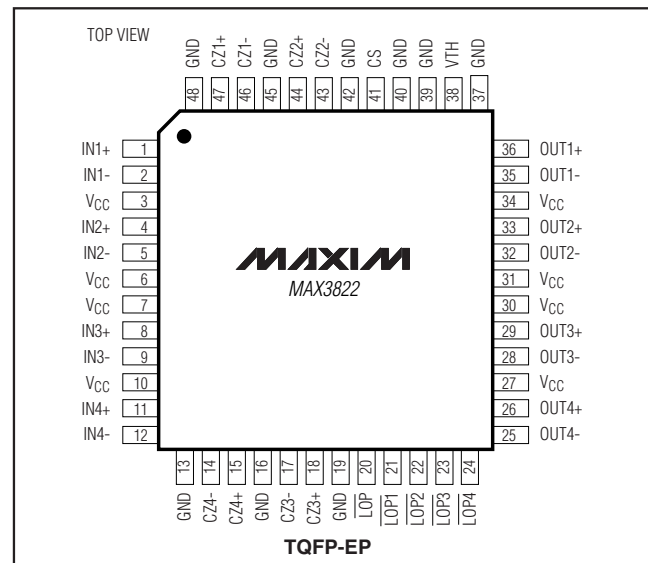 TOP VIEW
GND CZ1+ CZ1- GND CZ2+ CZ2- GND CS GND GND VTH GND
48 47 46 45 44 43 42 41 40 39 38 37
IN1+ 1 36 OUT1+
IN1- 2 35 OUT1-
VCC 3 34 VCC
IN2+ 4 33 OUT2+
IN2- 5 32 OUT2-
VCC 6 31 VCC
MAXIM
MAX3822
VCC 7 30 VCC
IN3+ 8 29 OUT3+
IN3- 9 28 OUT3-
VCC 10 27 VCC
IN4+ 11 26 OUT4+
IN4- 12 25 OUT4-
13 14 15 16 17 18 19 20 21 22 23 24
GND CZ4- CZ4+ GND CZ3- CZ3+ GND LOP LOP1 LOP2 LOP3 LOP4
TQFP-EP